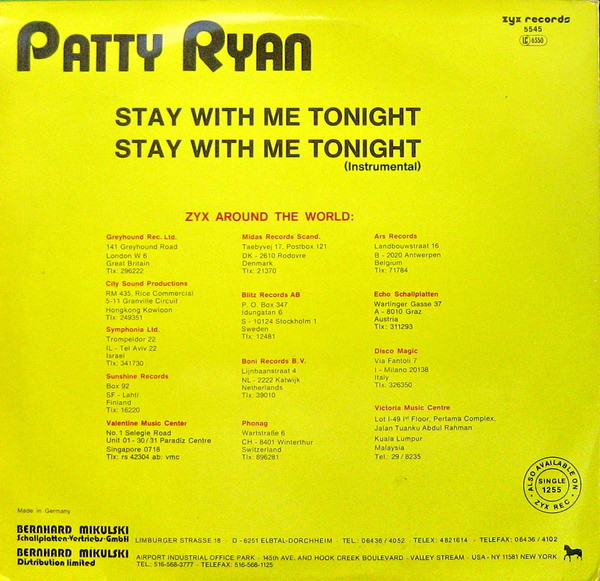 PATTY RYAN
zyx records
5545
LC 6350
STAY WITH ME TONIGHT
STAY WITH ME TONIGHT
(Instrumental)
ZYX AROUND THE WORLD:
Greyhound Rec. Ltd.
141 Greyhound Road
London W 6
Great Britain
Tlx: 296222
City Sound Productions
RM 435, Rice Commercial
5-11 Granville Circuit
Hongkong Kowloon
Tlx: 249351
Symphonia Ltd.
Trompeldor 22
IL - Tel Aviv 22
Israel
Tlx: 341730
Sunshine Records
Box 92
SF - Lahti
Finland
Tlx: 16220
Valentine Music Center
No. 1 Selegie Road
Unit 01 - 30/31 Paradiz Centre
Singapore 0718
Tlx: rs 42304 ab: vmc
Midas Records Scand.
Taebyvej 17, Postbox 121
DK - 2610 Rodovre
Denmark
Tlx: 21370
Blitz Records AB
P. O. Box 347
Idungatan 6
S - 10124 Stockholm 1
Sweden
Tlx: 12481
Boni Records B. V.
Lijnbaanstraat 4
NL - 2222 Katwijk
Netherlands
Tlx: 39010
Phonag
Wartstraße 6
CH - 8401 Winterthur
Switzerland
Tlx: 896281
Ars Records
Landbouwstraat 16
B - 2020 Antwerpen
Belgium
Tlx: 71784
Echo Schallplatten
Wartinger Gasse 37
A - 8010 Graz
Austria
Tlx: 311293
Disco Magic
Via Fantoli 7
I - Milano 20138
Italy
Tlx: 326350
Victoria Music Centre
Lot I-49 Ist Floor, Pertama Complex,
Jalan Tuanku Abdul Rahman
Kuala Lumpur
Malaysia
Tel.: 29 / 8235
• ALSO AVAILABLE ON •
SINGLE
1255
ZYX REC
Made in Germany
BERNHARD MIKULSKI
Schallplatten-Vertriebs-GmbH
LIMBURGER STRASSE 18 · D - 6251 ELBTAL-DORCHHEIM · TEL.: 06436 / 4052 · TELEX: 4821614 · TELEFAX: 06436 / 4102
BERNHARD MIKULSKI
Distribution limited
AIRPORT INDUSTRIAL OFFICE PARK · 145th AVE. AND HOOK CREEK BOULEVARD · VALLEY STREAM · USA - NY 11581 NEW YORK
TEL.: 516-568-3777 · TELEFAX: 516-568-1125